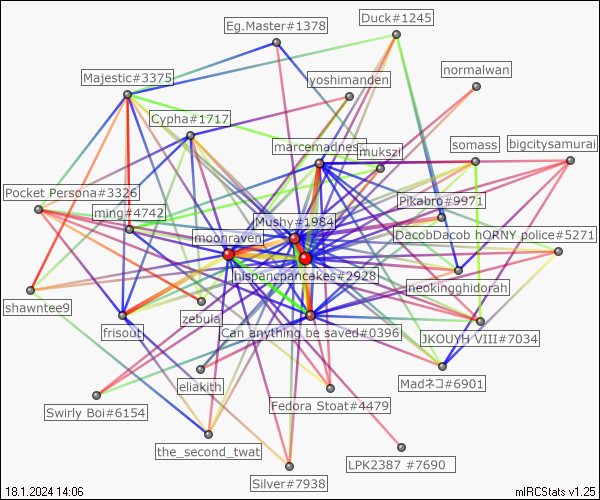 Eg.Master#1378
Duck#1245
Majestic#3375
yoshimanden
normalwan
Cypha#1717
marcemadness
mukszi
somass
bigcitysamurai
Pocket Persona#3326
ming#4742
Mushy#1984
Pikabro#9971
moonraven
Dacobjacob hORNY police#5271
hispancpancakes#2928
neokingghidorah
shawntee9
frisout
zebula
Can anything be saved#0396
JKOUYH VIII#7034
eliakith
Madネコ#6901
Swirly Boi#6154
Fedora Stoat#4479
the_second_twat
LPK2387 #7690
Silver#7938
18.1.2024 14:06
mIRCStats v1.25